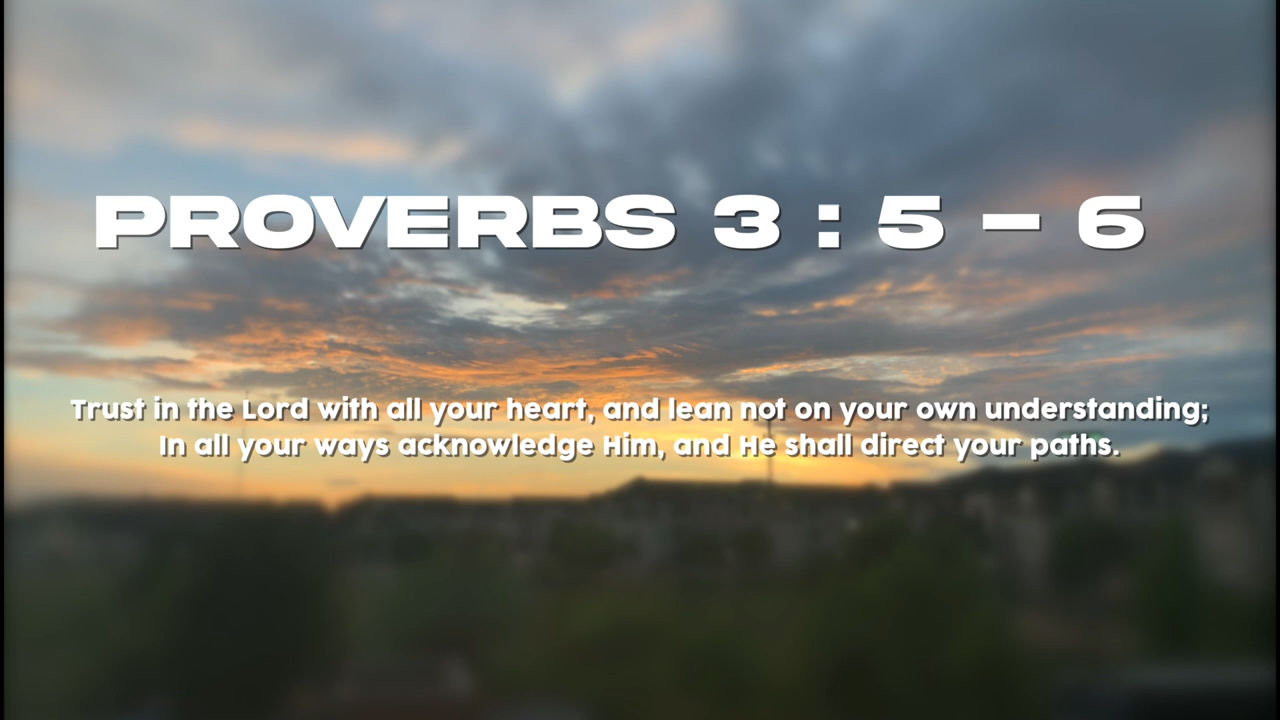 PROVERBS 3 : 5 - 6
Trust in the Lord with all your heart, and lean not on your own understanding;
In all your ways acknowledge Him, and He shall direct your paths.